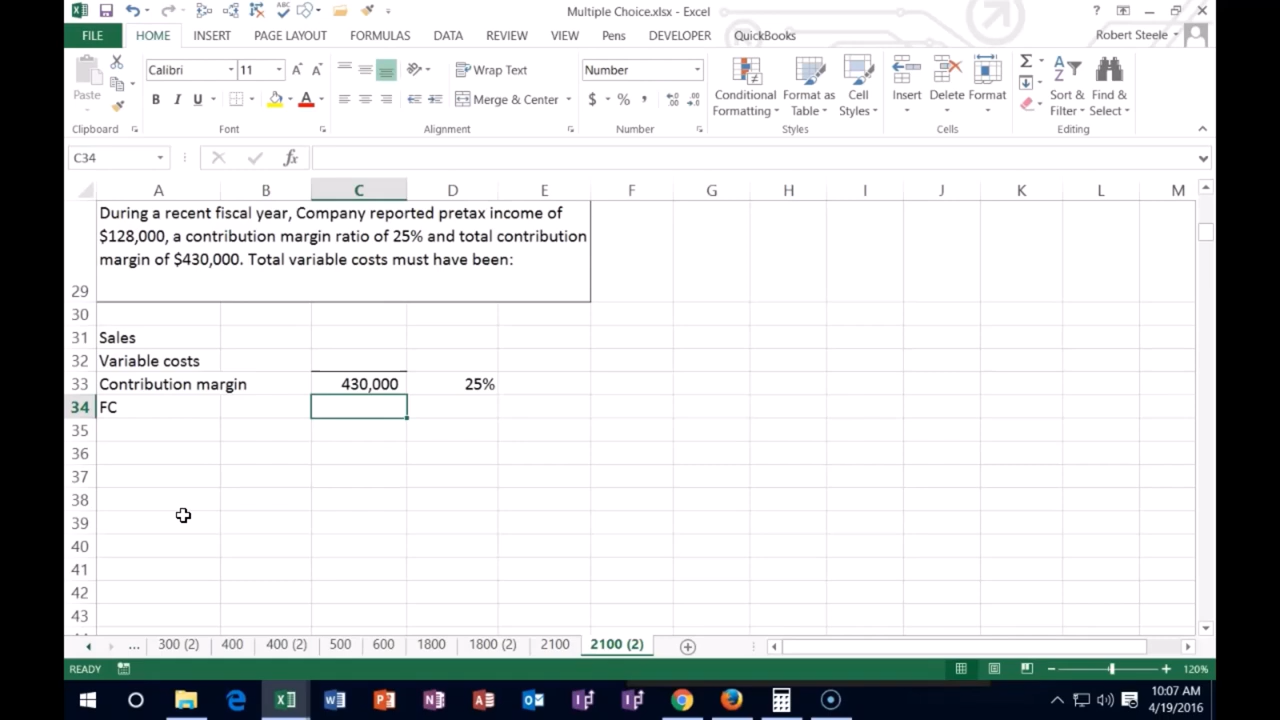 Multiple Choice.xlsx - Excel
?
FILE HOME INSERT PAGE LAYOUT FORMULAS DATA REVIEW VIEW Pens DEVELOPER QuickBooks Robert Steele
Paste
Calibri 11
Wrap Text
Number
B I U A
Merge & Center
$ % ,
Conditional Formatting
Format as Table
Cell Styles
Insert Delete Format
Sort & Filter
Find & Select
Clipboard Font Alignment Number Styles Cells Editing
C34
fx
A B C D E F G H I J K L M
During a recent fiscal year, Company reported pretax income of
$128,000, a contribution margin ratio of 25% and total contribution
margin of $430,000. Total variable costs must have been:
29
30
31 Sales
32 Variable costs
33 Contribution margin 430,000 25%
34 FC
35
36
37
38
39
40
41
42
43
... 300 (2) 400 400 (2) 500 600 1800 1800 (2) 2100 2100 (2)
READY 120%
10:07 AM
4/19/2016